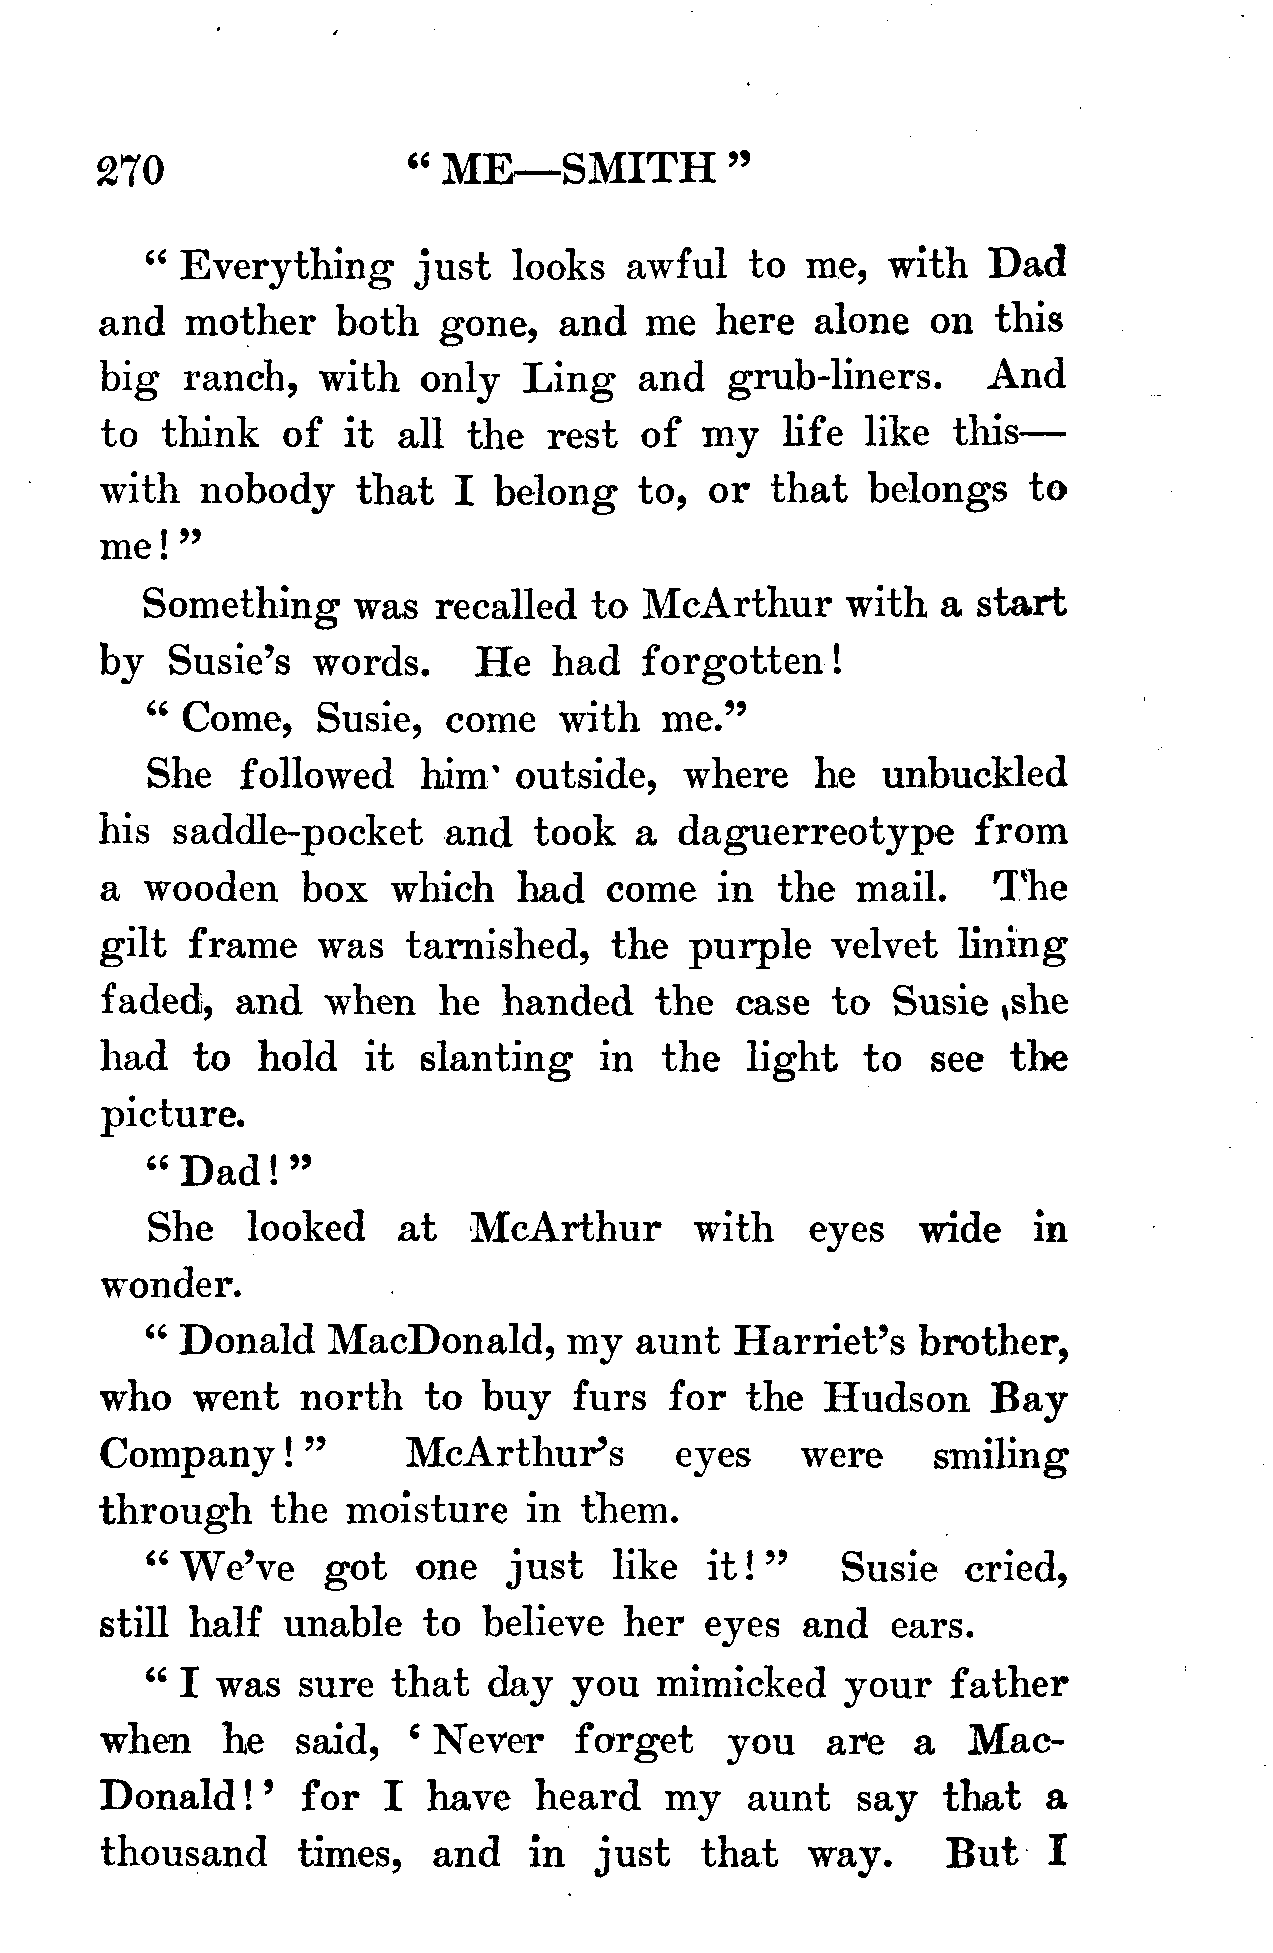 270 “ ME—SMITH ”
“ Everything just looks awful to me, with Dad
and mother both gone, and me here alone on this
big ranch, with only Ling and grub-liners. And
to think of it all the rest of my life like this—
with nobody that I belong to, or that belongs to
me! ”
Something was recalled to McArthur with a start
by Susie’s words. He had forgotten!
“ Come, Susie, come with me.”
She followed him outside, where he unbuckled
his saddle-pocket and took a daguerreotype from
a wooden box which had come in the mail. The
gilt frame was tarnished, the purple velvet lining
faded, and when he handed the case to Susie ,she
had to hold it slanting in the light to see the
picture.
“ Dad! ”
She looked at McArthur with eyes wide in
wonder.
“ Donald MacDonald, my aunt Harriet’s brother,
who went north to buy furs for the Hudson Bay
Company! ” McArthur’s eyes were smiling
through the moisture in them.
“ We’ve got one just like it! ” Susie cried,
still half unable to believe her eyes and ears.
“ I was sure that day you mimicked your father
when he said, ‘ Never forget you are a Mac-
Donald! ’ for I have heard my aunt say that a
thousand times, and in just that way. But I